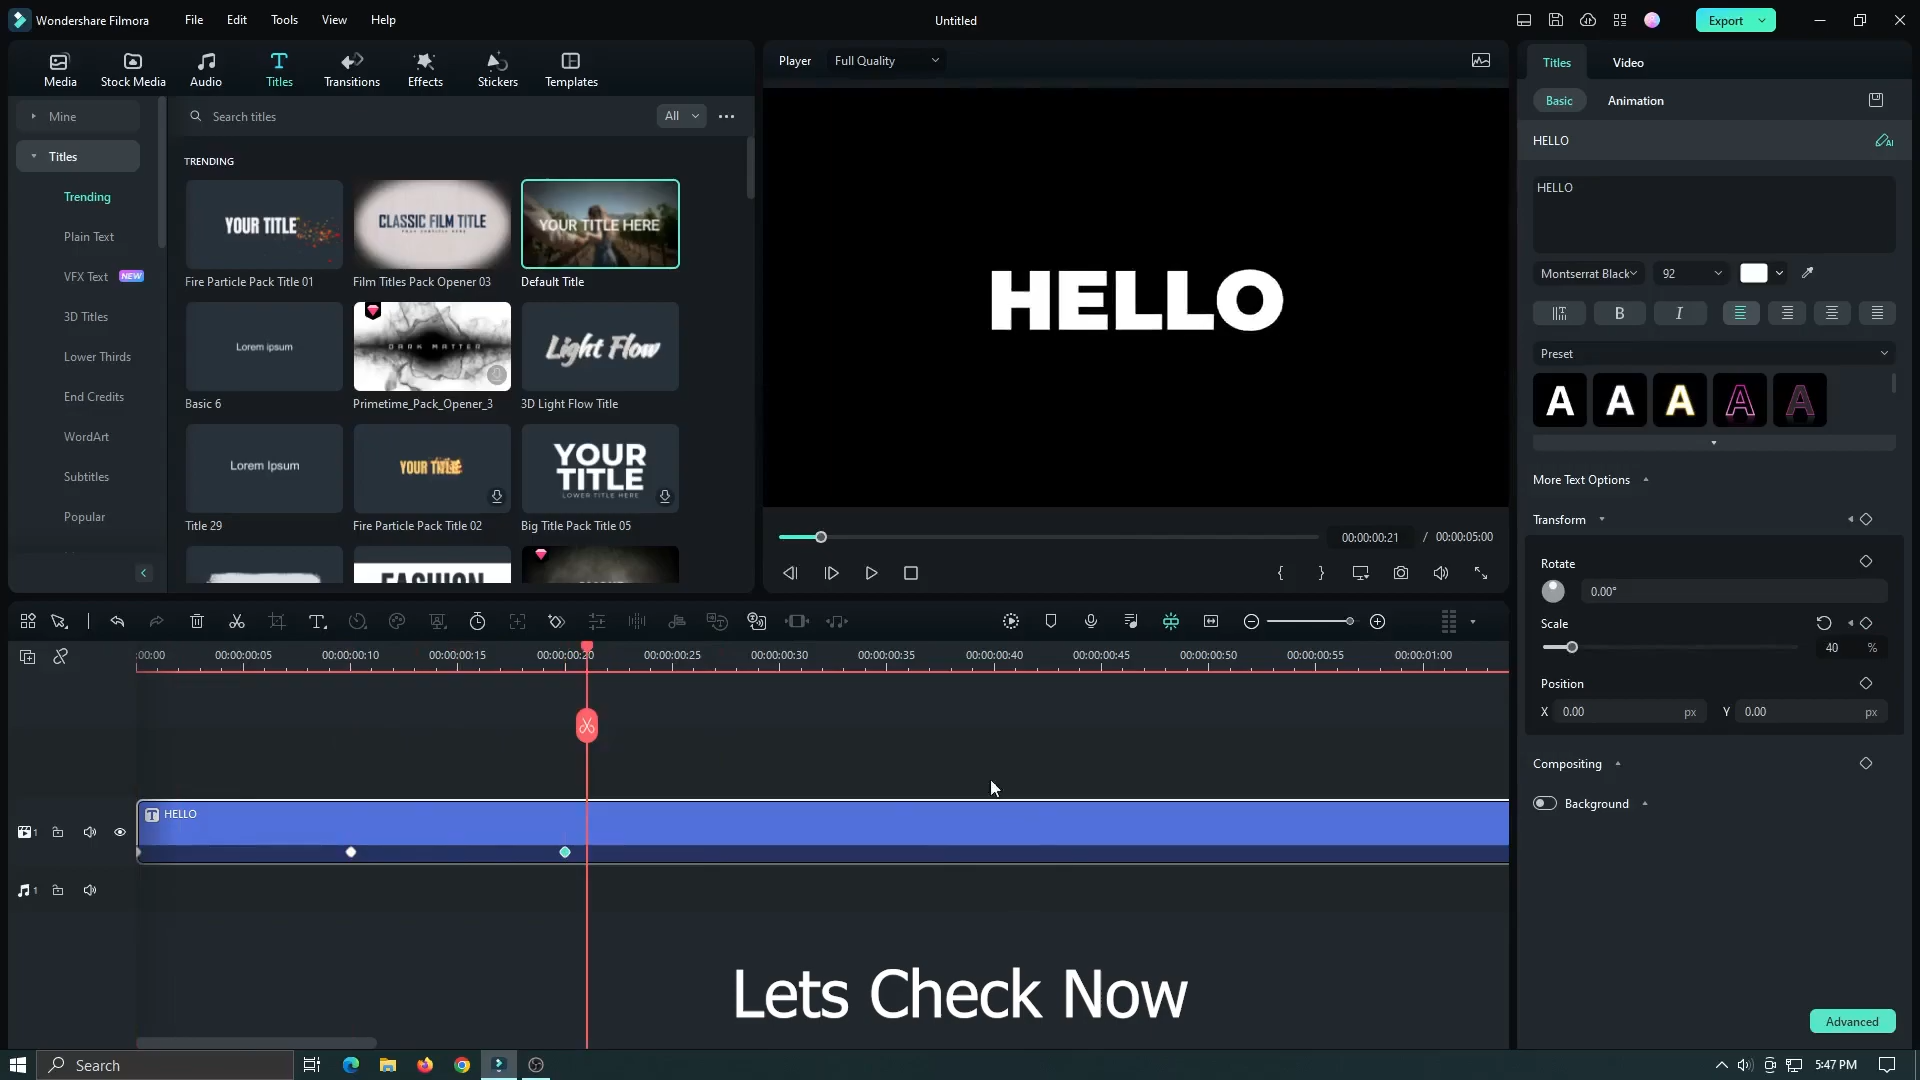 Wondershare Filmora
File
Edit
Tools
View
Help
Untitled
Export
Media
Stock Media
Audio
Titles
Transitions
Effects
Stickers
Templates
Player
Full Quality
Titles
Video
Basic
Animation
Mine
Titles
Trending
Plain Text
VFX Text
NEW
3D Titles
Lower Thirds
End Credits
WordArt
Subtitles
Popular
Search titles
All
TRENDING
YOUR TITLE
Fire Particle Pack Title 01
CLASSIC FILM TITLE
Film Titles Pack Opener 03
YOUR TITLE HERE
Default Title
Lorem ipsum
Basic 6
DARK MATTER
Primetime_Pack_Opener_3
Light Flow
3D Light Flow Title
Lorem Ipsum
Title 29
YOUR TITLE
Fire Particle Pack Title 02
YOUR
TITLE
LOWER TITLE HERE
Big Title Pack Title 05
HELLO
00:00:00:21 / 00:00:05:00
HELLO
AI
HELLO
Montserrat Black
92
B
I
Preset
A A A A A
More Text Options
Transform
Rotate
0.00°
Scale
40 %
Position
X 0.00 px Y 0.00 px
Compositing
Background
Advanced
:00:00
00:00:00:05
00:00:00:10
00:00:00:15
00:00:00:20
00:00:00:25
00:00:00:30
00:00:00:35
00:00:00:40
00:00:00:45
00:00:00:50
00:00:00:55
00:00:01:00
T HELLO
1
1
Lets Check Now
Search
5:47 PM